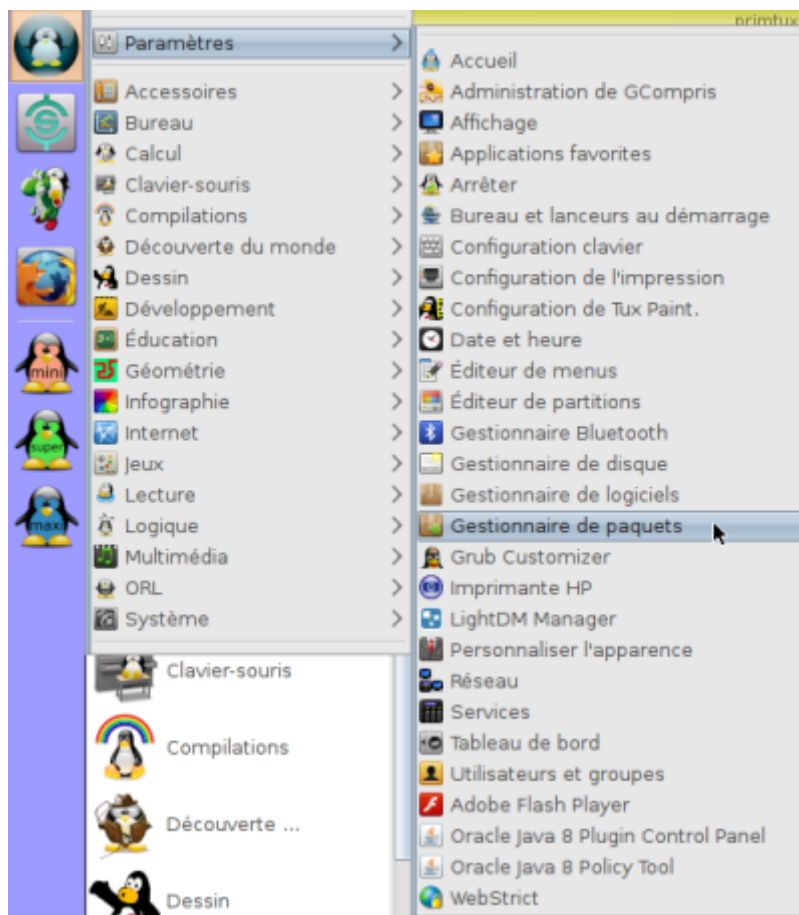 primtux
Paramètres
Accessoires
Bureau
Calcul
Clavier-souris
Compilations
Découverte du monde
Dessin
Développement
Éducation
Géométrie
Infographie
Internet
Jeux
Lecture
Logique
Multimédia
ORL
Système
Accueil
Administration de GCompris
Affichage
Applications favorites
Arrêter
Bureau et lanceurs au démarrage
Configuration clavier
Configuration de l'impression
Configuration de Tux Paint.
Date et heure
Éditeur de menus
Éditeur de partitions
Gestionnaire Bluetooth
Gestionnaire de disque
Gestionnaire de logiciels
Gestionnaire de paquets
Grub Customizer
Imprimante HP
LightDM Manager
Personnaliser l'apparence
Réseau
Services
Tableau de bord
Utilisateurs et groupes
Adobe Flash Player
Oracle Java 8 Plugin Control Panel
Oracle Java 8 Policy Tool
WebStrict
mini
super
maxi
Clavier-souris
Compilations
Découverte ...
Dessin